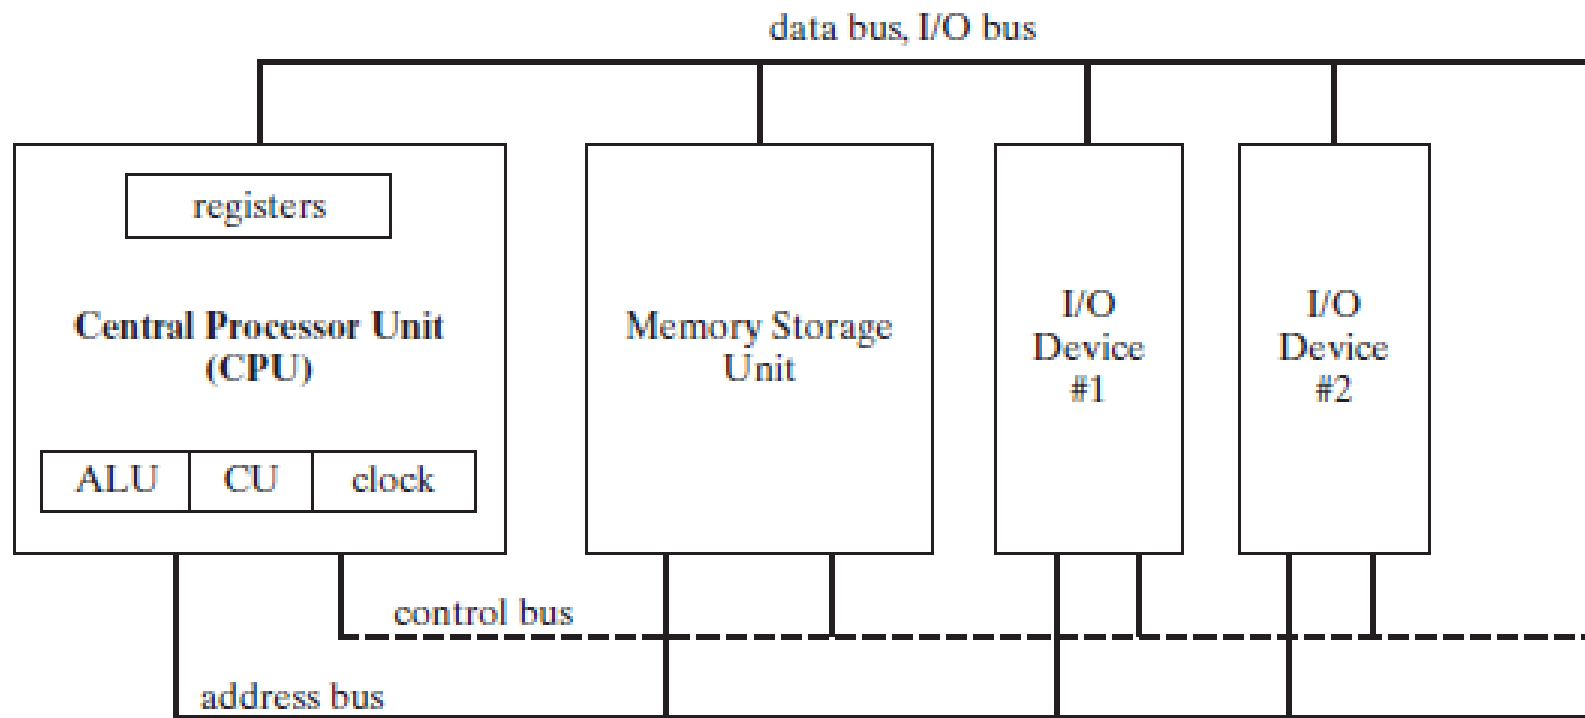 data bus, I/O bus
registers
Central Processor Unit
(CPU)
ALU
CU
clock
Memory Storage
Unit
I/O
Device
#1
I/O
Device
#2
control bus
address bus